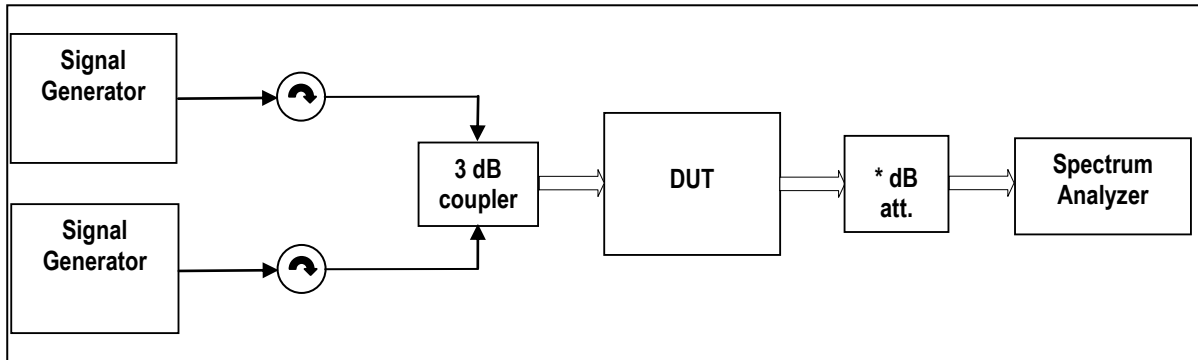 Signal
Generator
3 dB
coupler
DUT
* dB
att.
Spectrum
Analyzer
Signal
Generator